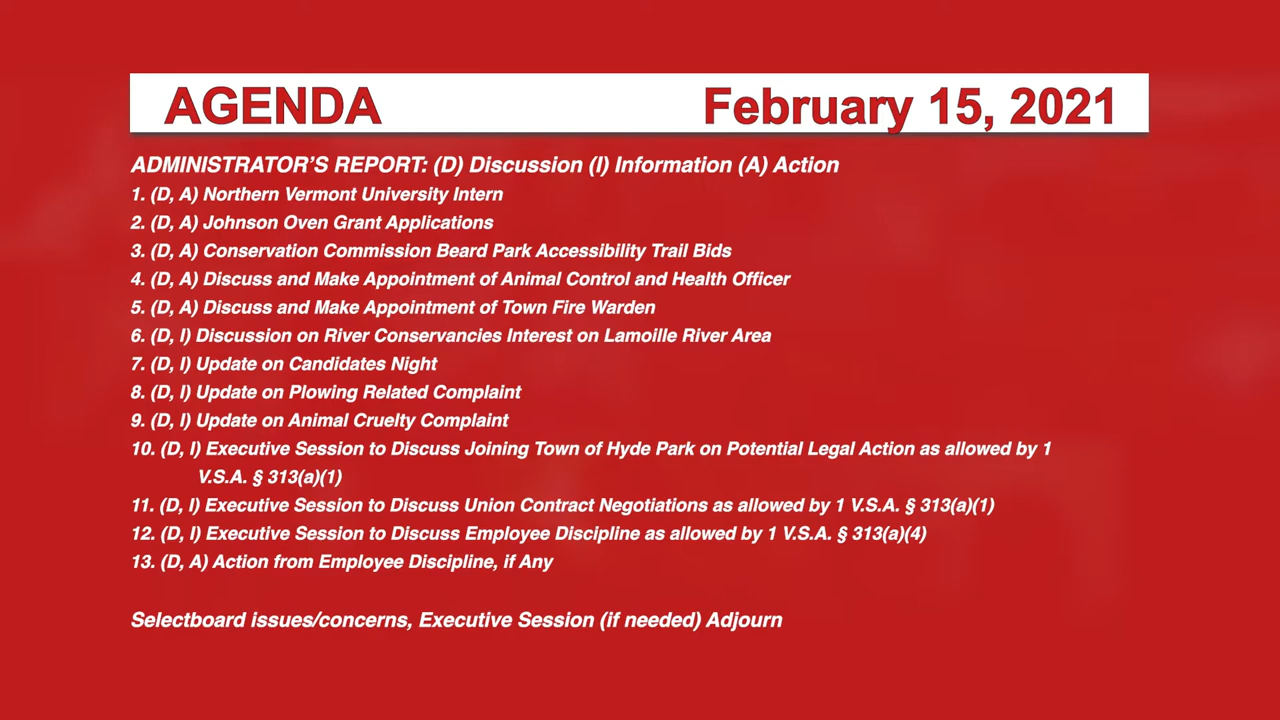 AGENDA February 15, 2021
ADMINISTRATOR'S REPORT: (D) Discussion (I) Information (A) Action
1. (D, A) Northern Vermont University Intern
2. (D, A) Johnson Oven Grant Applications
3. (D, A) Conservation Commission Beard Park Accessibility Trail Bids
4. (D, A) Discuss and Make Appointment of Animal Control and Health Officer
5. (D, A) Discuss and Make Appointment of Town Fire Warden
6. (D, I) Discussion on River Conservancies Interest on Lamoille River Area
7. (D, I) Update on Candidates Night
8. (D, I) Update on Plowing Related Complaint
9. (D, I) Update on Animal Cruelty Complaint
10. (D, I) Executive Session to Discuss Joining Town of Hyde Park on Potential Legal Action as allowed by 1
V.S.A. § 313(a)(1)
11. (D, I) Executive Session to Discuss Union Contract Negotiations as allowed by 1 V.S.A. § 313(a)(1)
12. (D, I) Executive Session to Discuss Employee Discipline as allowed by 1 V.S.A. § 313(a)(4)
13. (D, A) Action from Employee Discipline, if Any
Selectboard issues/concerns, Executive Session (if needed) Adjourn